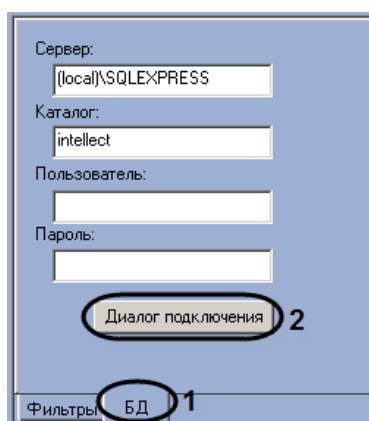 Сервер:
(local)\SQLEXPRESS
Каталог:
intellect
Пользователь:
Пароль:
Диалог подключения 2
Фильтры БД 1